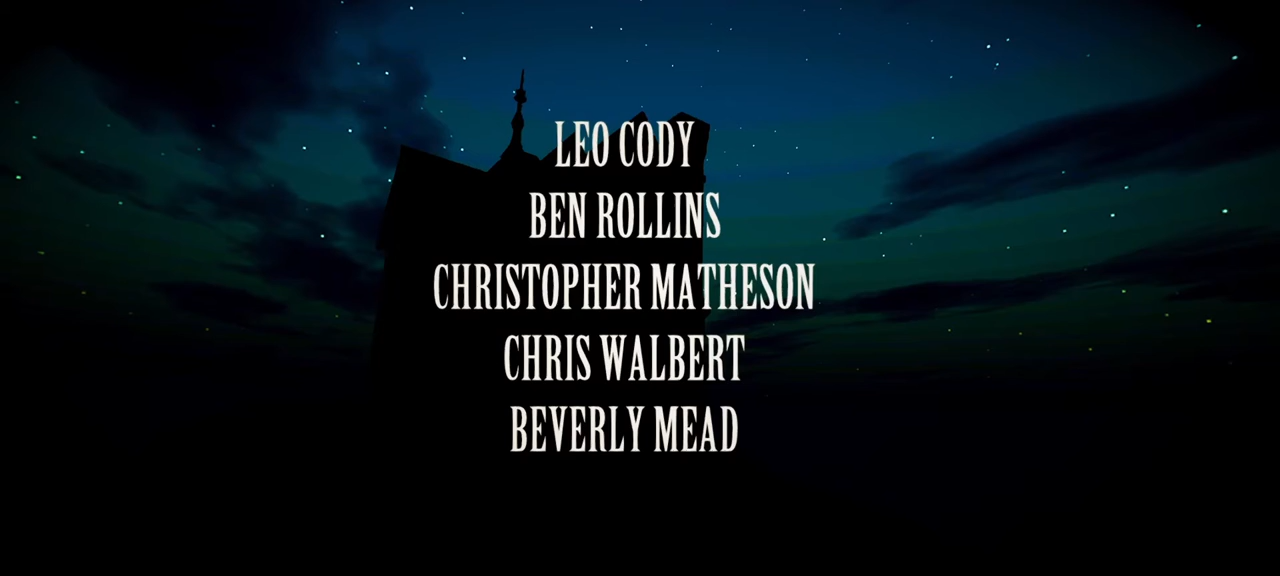 LEO CODY
BEN ROLLINS
CHRISTOPHER MATHESON
CHRIS WALBERT
BEVERLY MEAD